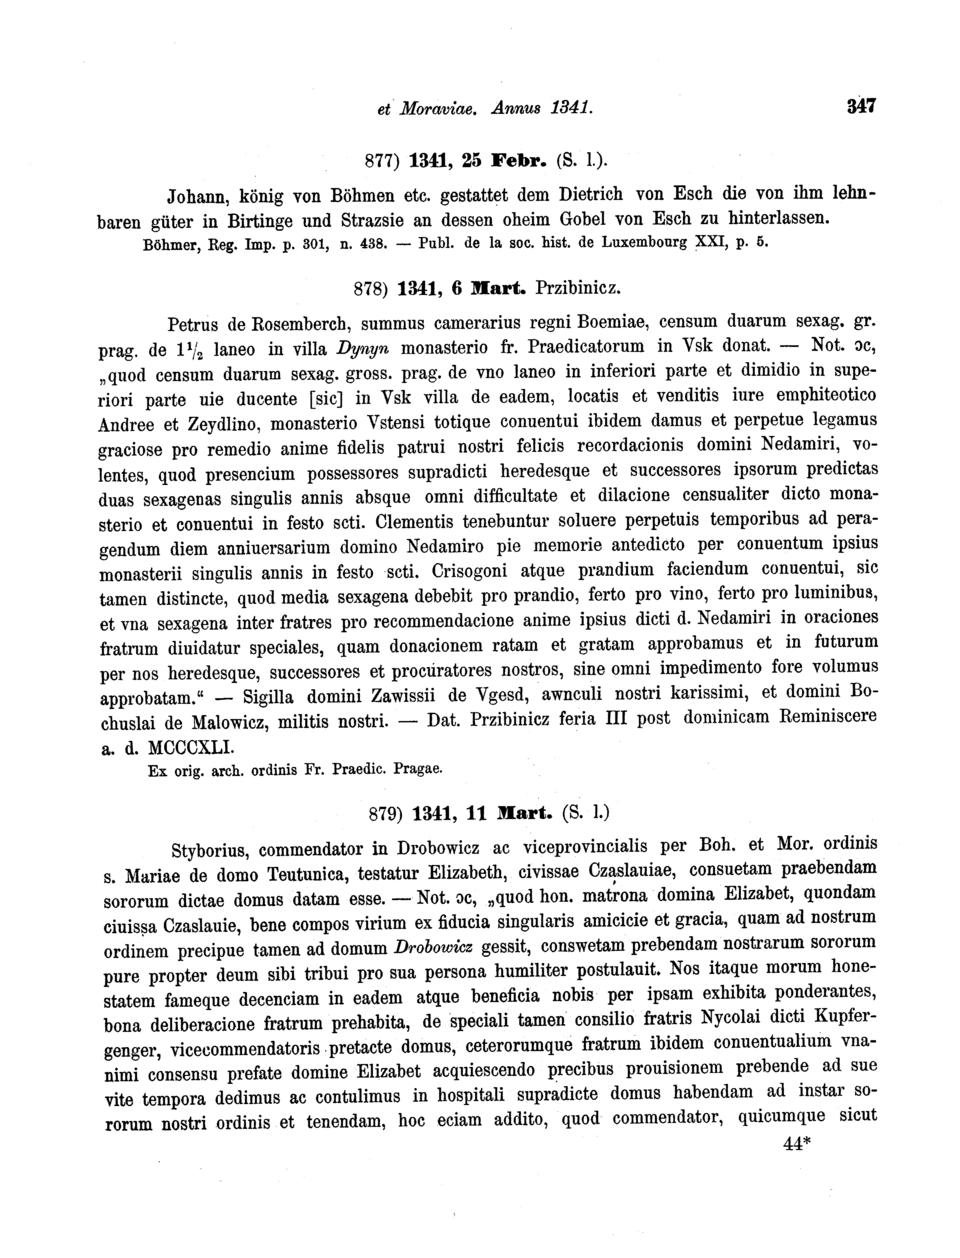 et Moraviae. Annus 1341. 347
877) 1341, 25 Febr. (S. l.).
Johann, könig von Böhmen etc. gestattet dem Dietrich von Esch die von ihm lehn-
baren güter in Birtinge und Strazsie an dessen oheim Gobel von Esch zu hinterlassen.
Böhmer, Reg. Imp. p. 301, n. 438. — Publ. de la soc. hist. de Luxembourg XXI, p. 5.
878) 1341, 6 Mart. Przibinicz.
Petrus de Rosemberch, summus camerarius regni Boemiae, censum duarum sexag. gr.
prag. de 1 1/2 laneo in villa Dynyn monasterio fr. Praedicatorum in Vsk donat. — Not. ɔc,
„quod censum duarum sexag. gross. prag. de vno laneo in inferiori parte et dimidio in supe-
riori parte uie ducente [sic] in Vsk villa de eadem, locatis et venditis iure emphiteotico
Andree et Zeydlino, monasterio Vstensi totique conuentui ibidem damus et perpetue legamus
graciose pro remedio anime fidelis patrui nostri felicis recordacionis domini Nedamiri, vo-
lentes, quod presencium possessores supradicti heredesque et successores ipsorum predictas
duas sexagenas singulis annis absque omni difficultate et dilacione censualiter dicto mona-
sterio et conuentui in festo scti. Clementis tenebuntur soluere perpetuis temporibus ad pera-
gendum diem anniuersarium domino Nedamiro pie memorie antedicto per conuentum ipsius
monasterii singulis annis in festo scti. Crisogoni atque prandium faciendum conuentui, sic
tamen distincte, quod media sexagena debebit pro prandio, ferto pro vino, ferto pro luminibus,
et vna sexagena inter fratres pro recommendacione anime ipsius dicti d. Nedamiri in oraciones
fratrum diuidatur speciales, quam donacionem ratam et gratam approbamus et in futurum
per nos heredesque, successores et procuratores nostros, sine omni impedimento fore volumus
approbatam.“ — Sigilla domini Zawissii de Vgesd, awnculi nostri karissimi, et domini Bo-
chuslai de Malowicz, militis nostri. — Dat. Przibinicz feria III post dominicam Reminiscere
a. d. MCCCXLI.
Ex orig. arch. ordinis Fr. Praedic. Pragae.
879) 1341, 11 Mart. (S. l.)
Styborius, commendator in Drobowicz ac viceprovincialis per Boh. et Mor. ordinis
s. Mariae de domo Teutunica, testatur Elizabeth, civissae Czaslauiae, consuetam praebendam
sororum dictae domus datam esse. — Not. ɔc, „quod hon. matrona domina Elizabet, quondam
ciuissa Czaslauie, bene compos virium ex fiducia singularis amicicie et gracia, quam ad nostrum
ordinem precipue tamen ad domum Drobowicz gessit, conswetam prebendam nostrarum sororum
pure propter deum sibi tribui pro sua persona humiliter postulauit. Nos itaque morum hone-
statem fameque decenciam in eadem atque beneficia nobis per ipsam exhibita ponderantes,
bona deliberacione fratrum prehabita, de speciali tamen consilio fratris Nycolai dicti Kupfer-
genger, vicecommendatoris pretacte domus, ceterorumque fratrum ibidem conuentualium vna-
nimi consensu prefate domine Elizabet acquiescendo precibus prouisionem prebende ad sue
vite tempora dedimus ac contulimus in hospitali supradicte domus habendam ad instar so-
rorum nostri ordinis et tenendam, hoc eciam addito, quod commendator, quicumque sicut
44*